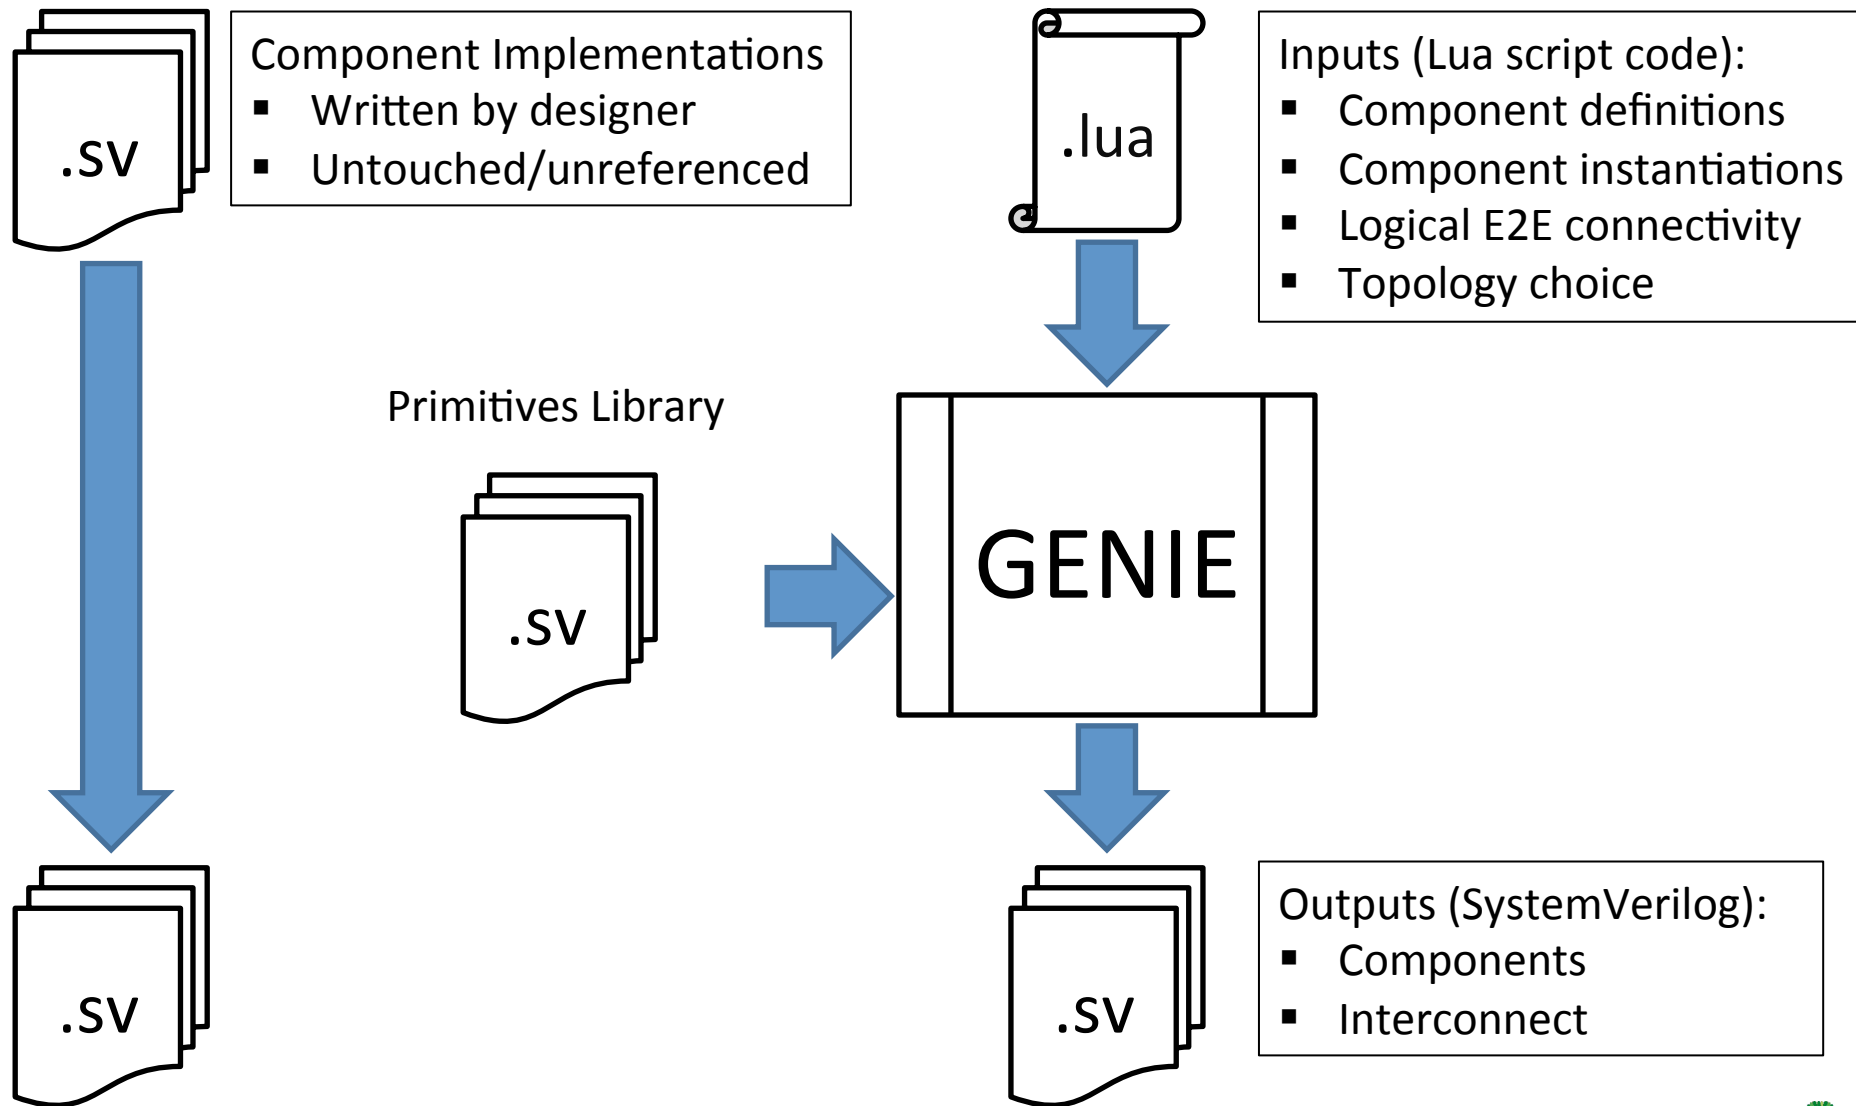 .sv
Component Implementations
▪ Written by designer
▪ Untouched/unreferenced
.lua
Inputs (Lua script code):
▪ Component definitions
▪ Component instantiations
▪ Logical E2E connectivity
▪ Topology choice
Primitives Library
.sv
GENIE
.sv
.sv
Outputs (SystemVerilog):
▪ Components
▪ Interconnect